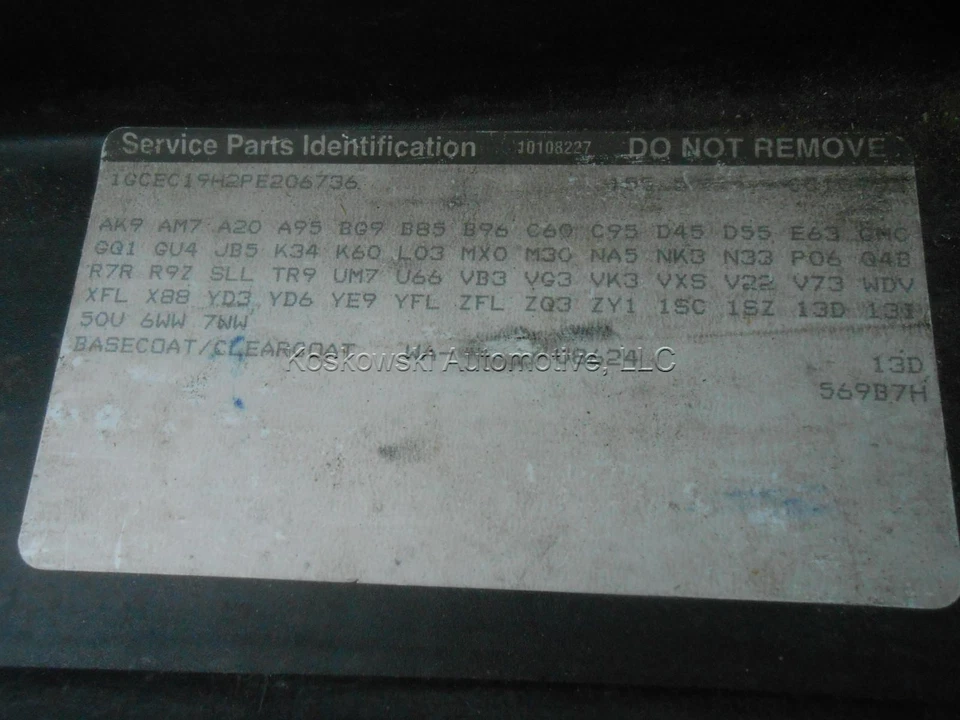 Service Parts Identification 10108227 DO NOT REMOVE
1GCEC19H2PE206736
AK9 AM7 A20 A95 BG9 B85 B96 C60 C95 D45 D55 E63 GMC
GQ1 GU4 JB5 K34 K60 L03 MX0 M30 NA5 NK3 N33 P06 Q4B
R7R R9Z SLL TR9 UM7 U66 VB3 VG3 VK3 VXS V22 V73 WDV
XFL X88 YD3 YD6 YE9 YFL ZFL ZQ3 ZY1 1SC 1SZ 13D 13I
50U 6WW 7NW
BASECOAT/CLEARCOAT
Koskowski Automotive, LLC
13D
569B7H